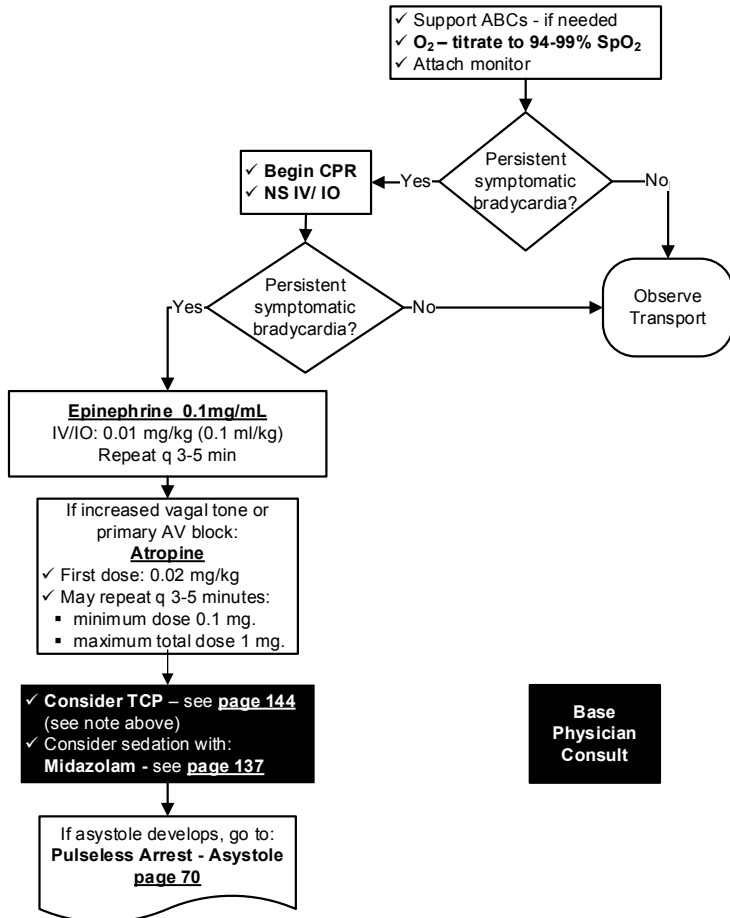 ✓ Support ABCs - if needed
✓ O₂ – titrate to 94-99% SpO₂
✓ Attach monitor
Persistent
symptomatic
bradycardia?
Yes
No
✓ Begin CPR
✓ NS IV/ IO
Persistent
symptomatic
bradycardia?
Yes
No
Observe
Transport
Epinephrine 0.1mg/mL
IV/IO: 0.01 mg/kg (0.1 ml/kg)
Repeat q 3-5 min
If increased vagal tone or
primary AV block:
Atropine
✓ First dose: 0.02 mg/kg
✓ May repeat q 3-5 minutes:
▪ minimum dose 0.1 mg.
▪ maximum total dose 1 mg.
✓ Consider TCP – see page 144
(see note above)
✓ Consider sedation with:
Midazolam - see page 137
Base
Physician
Consult
If asystole develops, go to:
Pulseless Arrest - Asystole
page 70